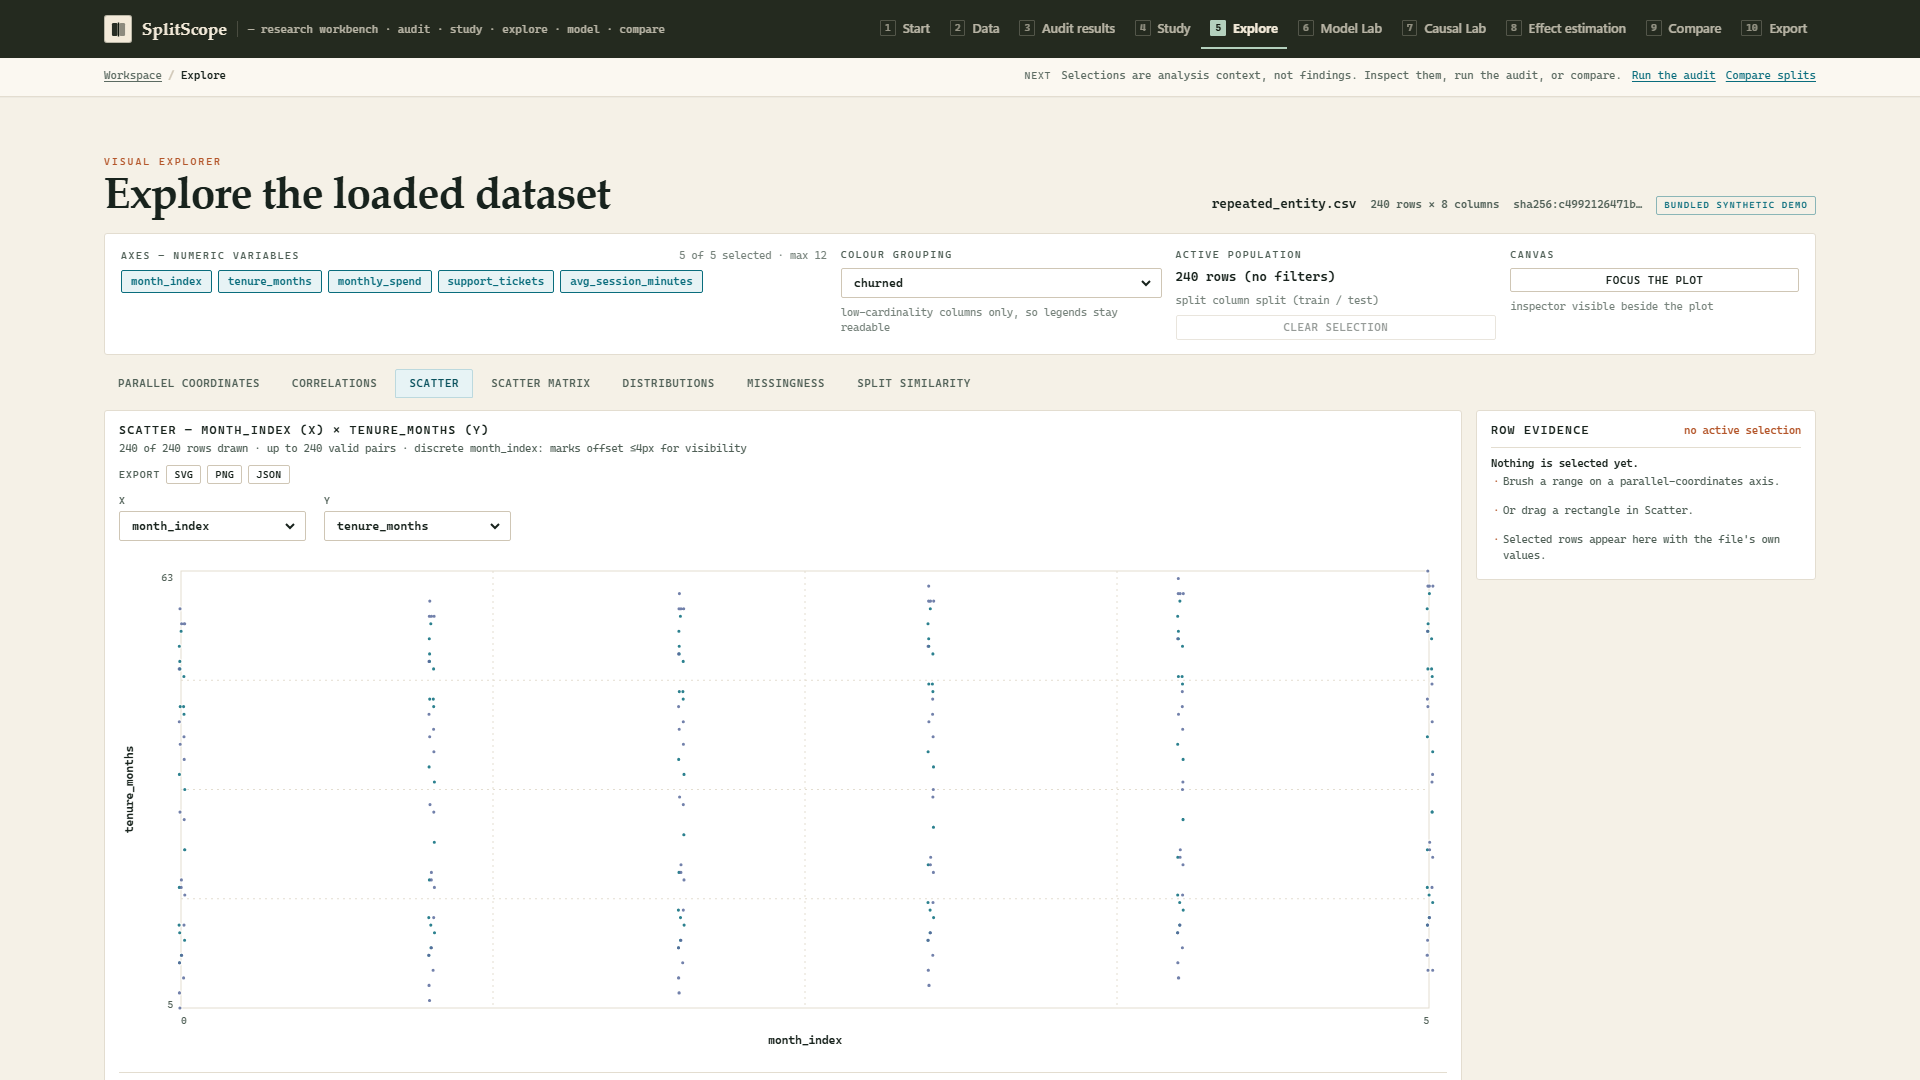 SplitScope — research workbench · audit · study · explore · model · compare
1 Start 2 Data 3 Audit results 4 Study 5 Explore 6 Model Lab 7 Causal Lab 8 Effect estimation 9 Compare 10 Export
Workspace / Explore
NEXT Selections are analysis context, not findings. Inspect them, run the audit, or compare. Run the audit Compare splits
VISUAL EXPLORER
Explore the loaded dataset
repeated_entity.csv 240 rows × 8 columns sha256:c4992126471b… BUNDLED SYNTHETIC DEMO
AXES — NUMERIC VARIABLES 5 of 5 selected · max 12
month_index tenure_months monthly_spend support_tickets avg_session_minutes
COLOUR GROUPING
churned
low-cardinality columns only, so legends stay
readable
ACTIVE POPULATION
240 rows (no filters)
split column split (train / test)
CLEAR SELECTION
CANVAS
FOCUS THE PLOT
inspector visible beside the plot
PARALLEL COORDINATES CORRELATIONS SCATTER SCATTER MATRIX DISTRIBUTIONS MISSINGNESS SPLIT SIMILARITY
SCATTER — MONTH_INDEX (X) × TENURE_MONTHS (Y)
240 of 240 rows drawn · up to 240 valid pairs · discrete month_index: marks offset ≤4px for visibility
EXPORT SVG PNG JSON
X Y
month_index tenure_months
63
tenure_months
5
0 5
month_index
ROW EVIDENCE no active selection
Nothing is selected yet.
· Brush a range on a parallel-coordinates axis.
· Or drag a rectangle in Scatter.
· Selected rows appear here with the file's own
values.